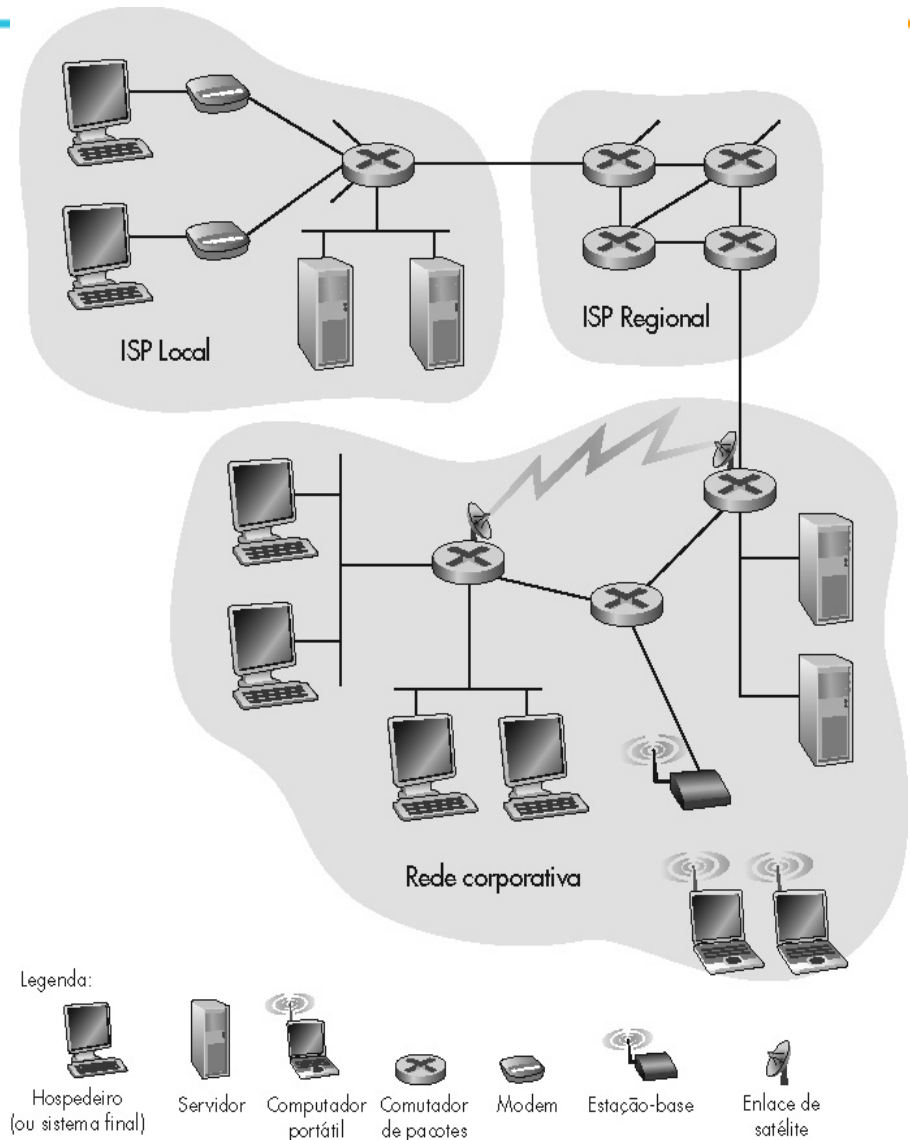 ISP Local
ISP Regional
Rede corporativa
Legenda:
Hospedeiro
(ou sistema final)
Servidor
Computador
portátil
Comutador
de pacotes
Modem
Estação-base
Enlace de
satélite